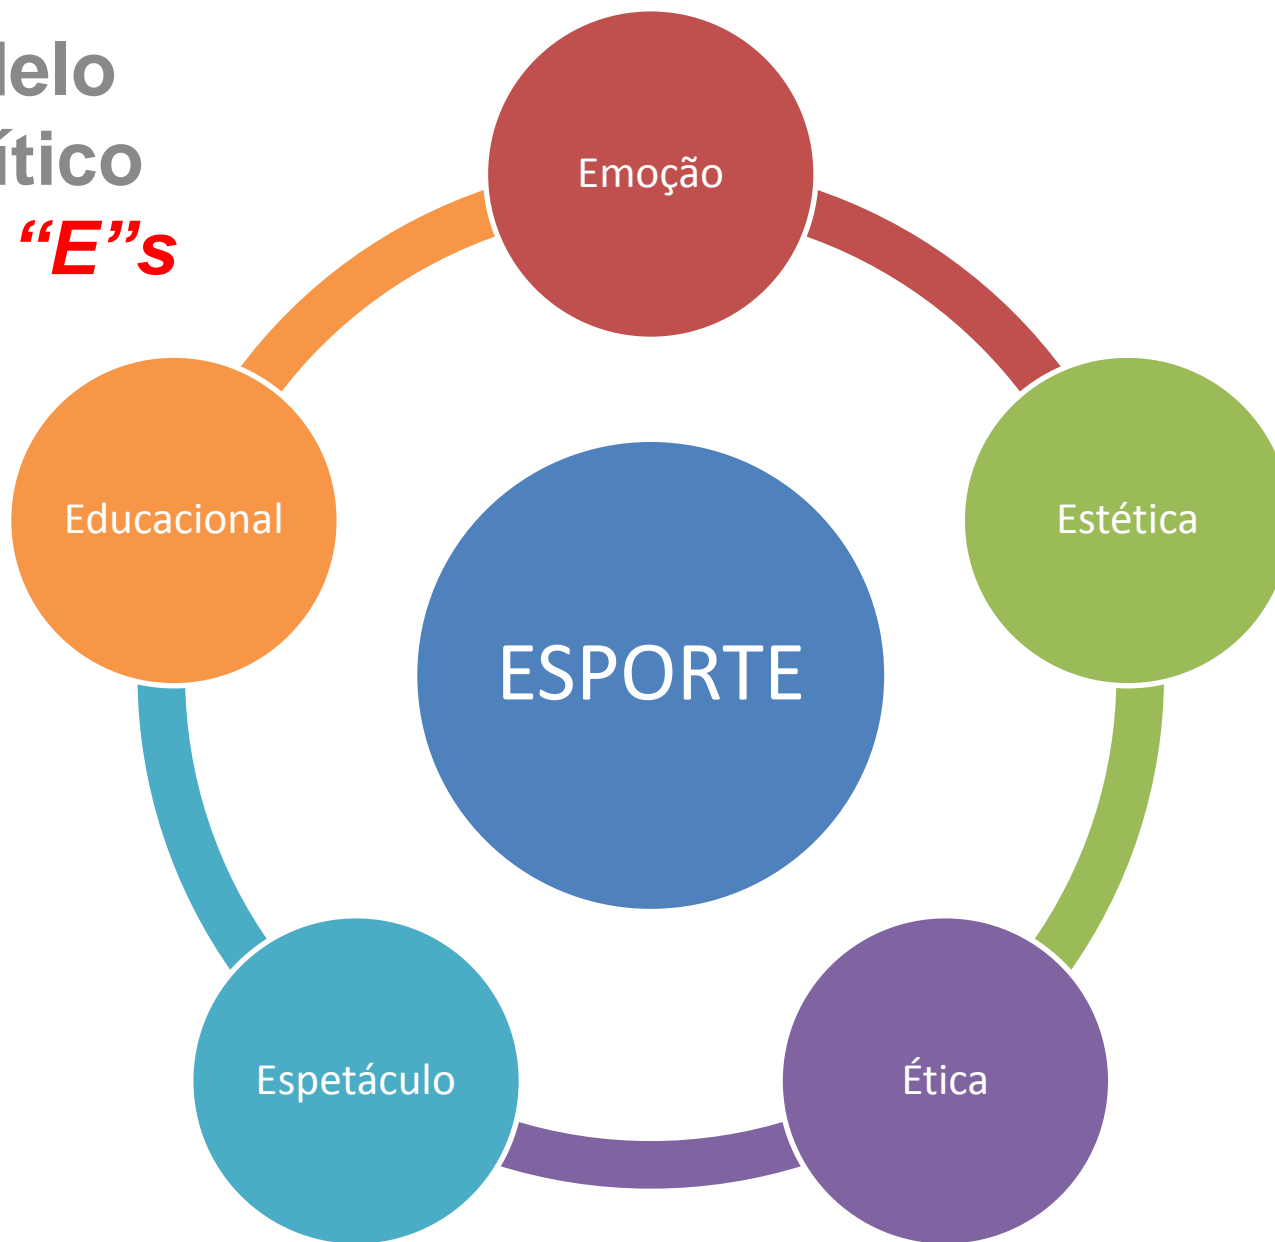 delo
ítico
“E”s
Emoção
Educacional
Estética
ESPORTE
Espetáculo
Ética